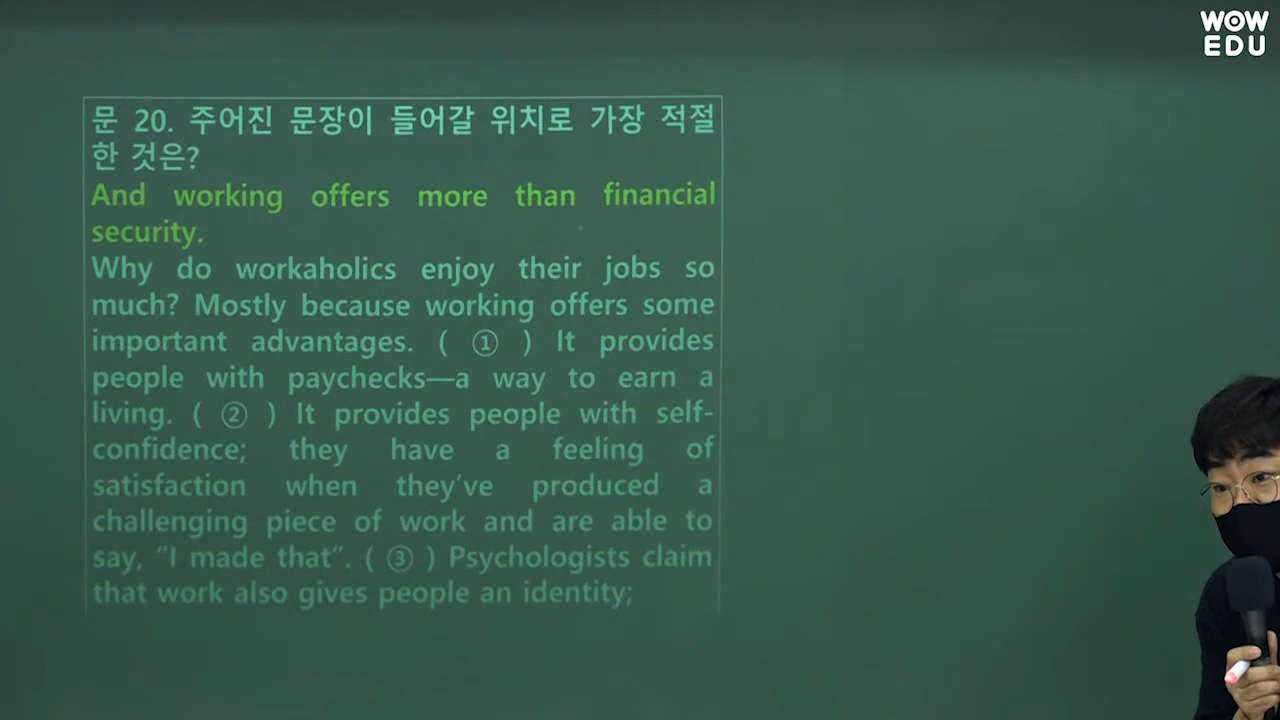 WOW
EDU
문 20. 주어진 문장이 들어갈 위치로 가장 적절
한 것은?
And working offers more than financial
security.
Why do workaholics enjoy their jobs so
much? Mostly because working offers some
important advantages. ( ① ) It provides
people with paychecks—a way to earn a
living. ( ② ) It provides people with self-
confidence; they have a feeling of
satisfaction when they’ve produced a
challenging piece of work and are able to
say, “I made that”. ( ③ ) Psychologists claim
that work also gives people an identity;